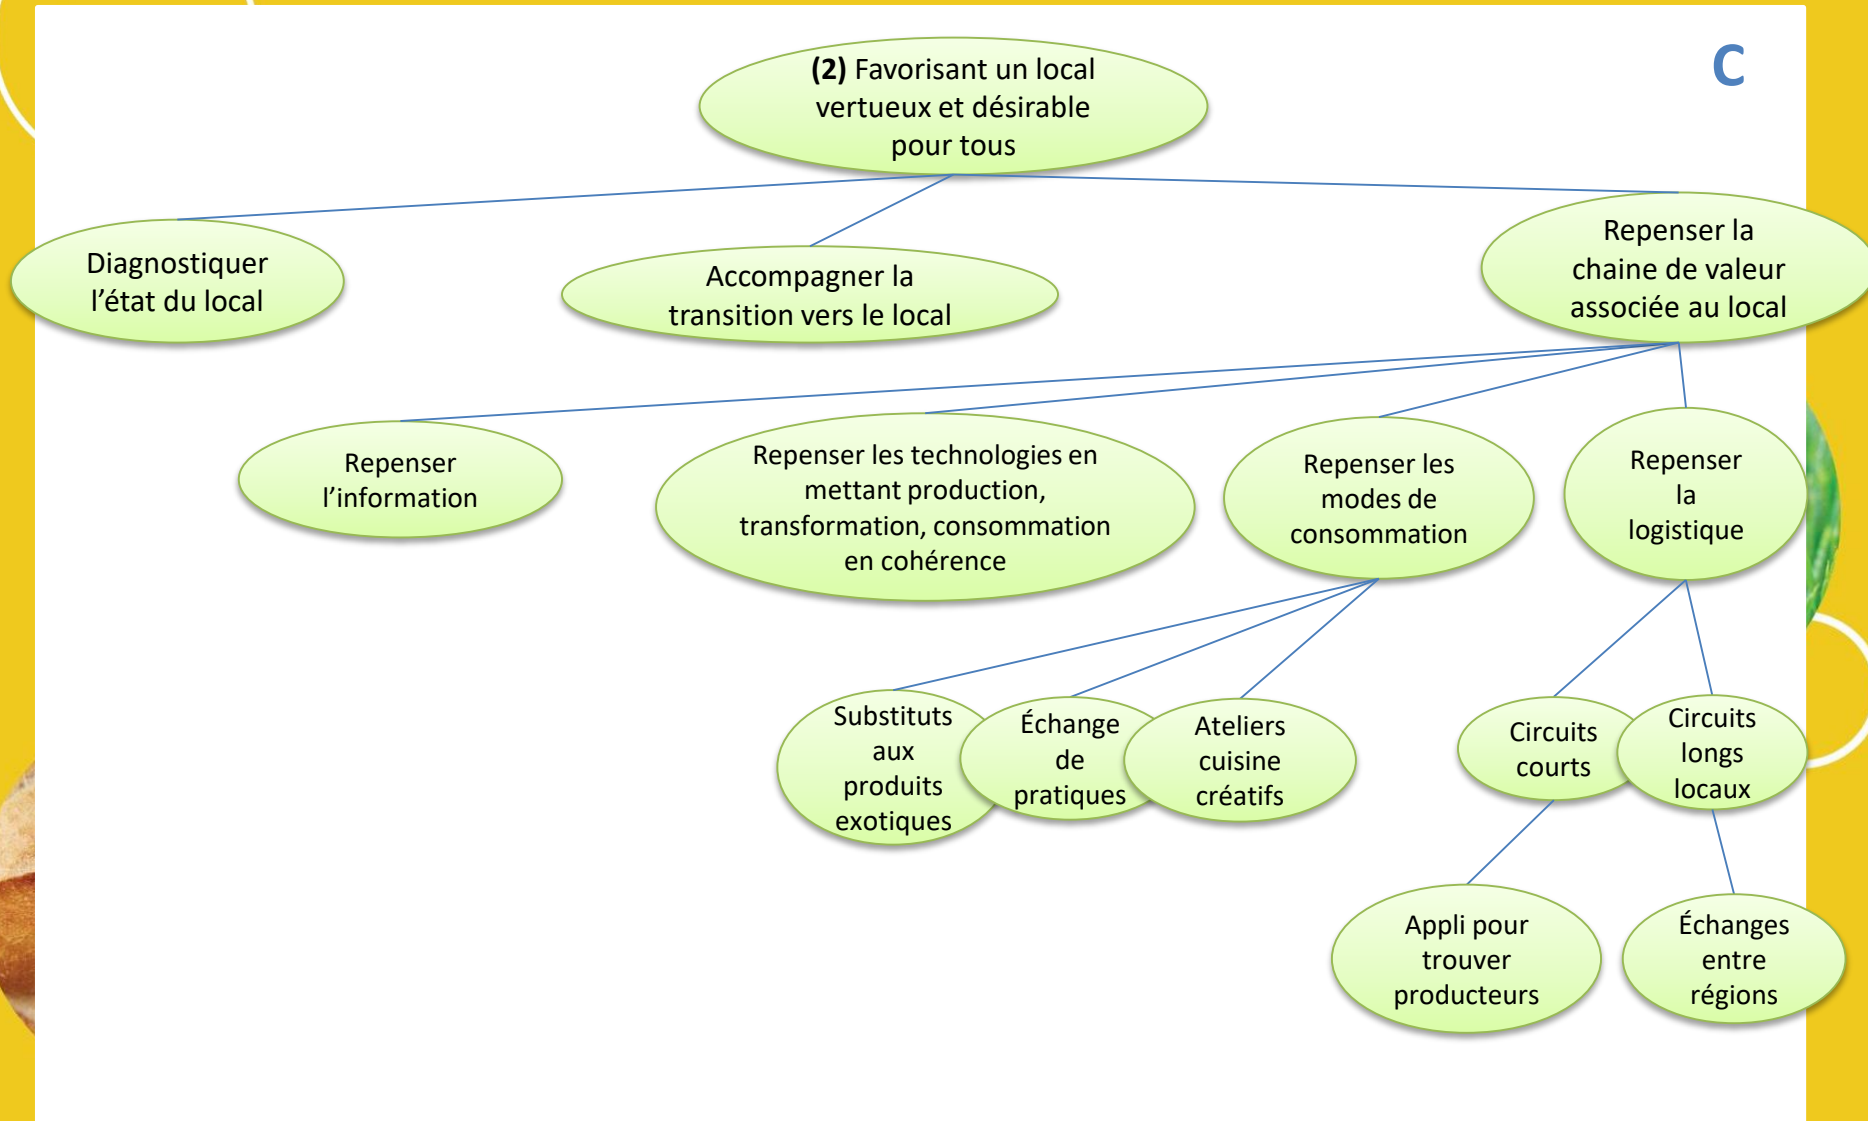 C
(2) Favorisant un local
vertueux et désirable
pour tous
Diagnostiquer
l’état du local
Accompagner la
transition vers le local
Repenser la
chaine de valeur
associée au local
Repenser
l’information
Repenser les technologies en
mettant production,
transformation, consommation
en cohérence
Repenser les
modes de
consommation
Repenser
la
logistique
Substituts
aux
produits
exotiques
Échange
de
pratiques
Ateliers
cuisine
créatifs
Circuits
courts
Circuits
longs
locaux
Appli pour
trouver
producteurs
Échanges
entre
régions